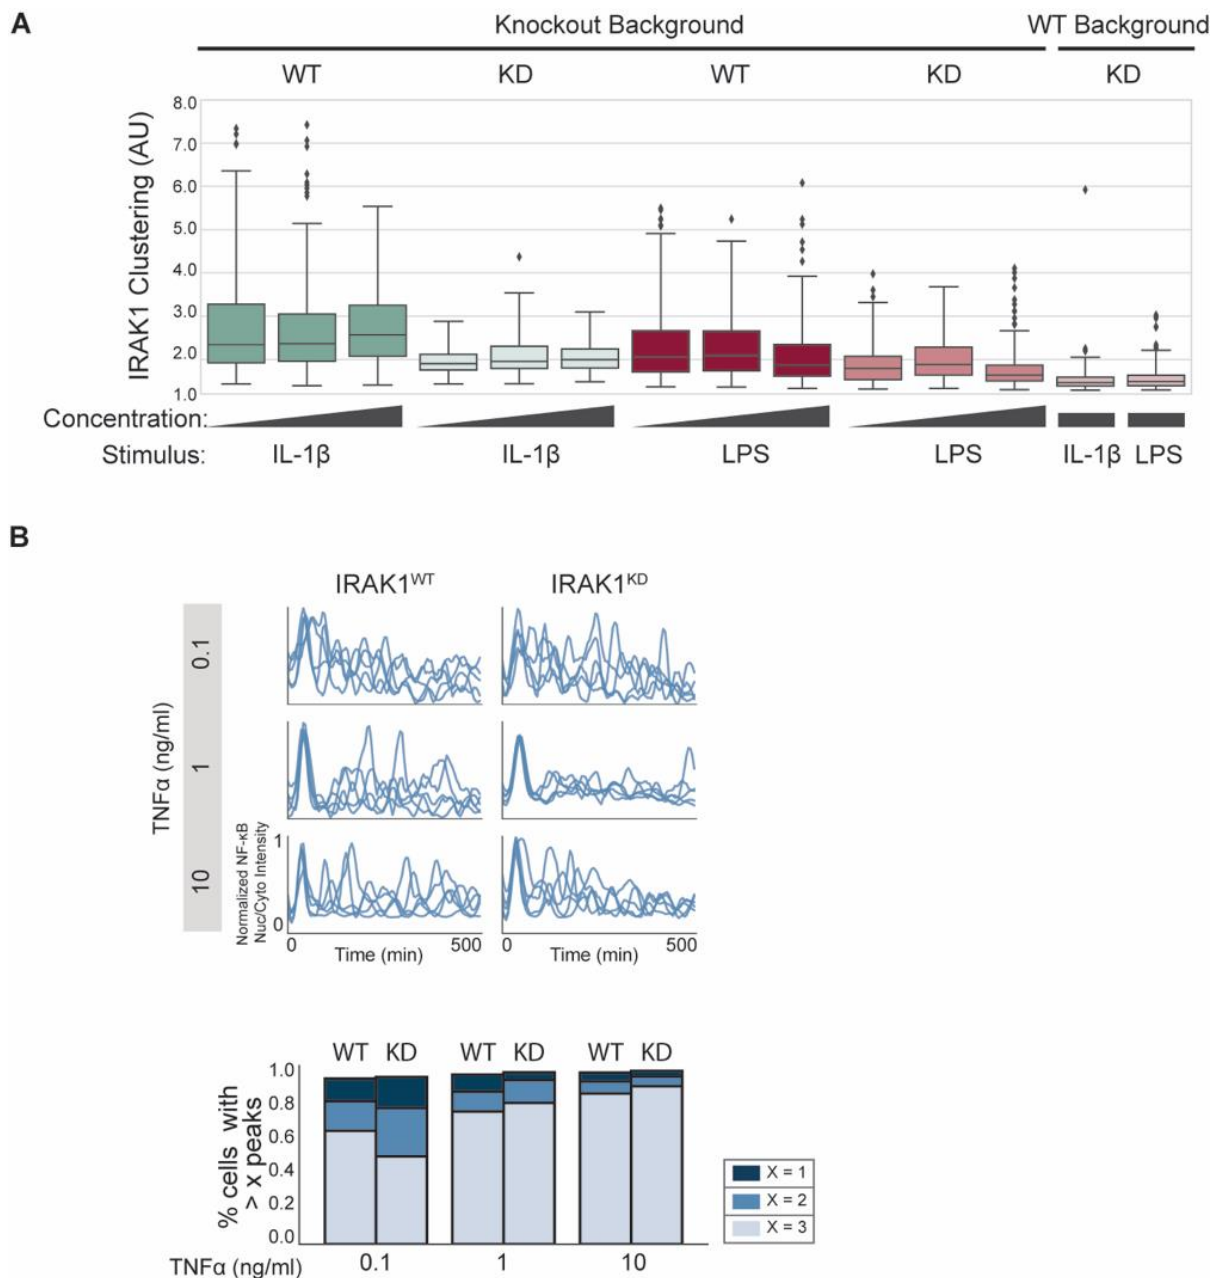 A
Knockout Background WT Background
WT KD WT KD KD
IRAK1 Clustering (AU)
8.0
7.0
6.0
5.0
4.0
3.0
2.0
1.0
Concentration:
Stimulus: IL-1β IL-1β LPS LPS IL-1β LPS
B
IRAK1WT IRAK1KD
TNFα (ng/ml)
0.1
1
10
Normalized NF-κB
Nuc/Cyto Intensity
1
0
0 500 0 500
Time (min) Time (min)
WT KD WT KD WT KD
% cells with
> x peaks
1.0
0.8
0.6
0.4
0.2
0.0
X = 1
X = 2
X = 3
TNFα (ng/ml) 0.1 1 10